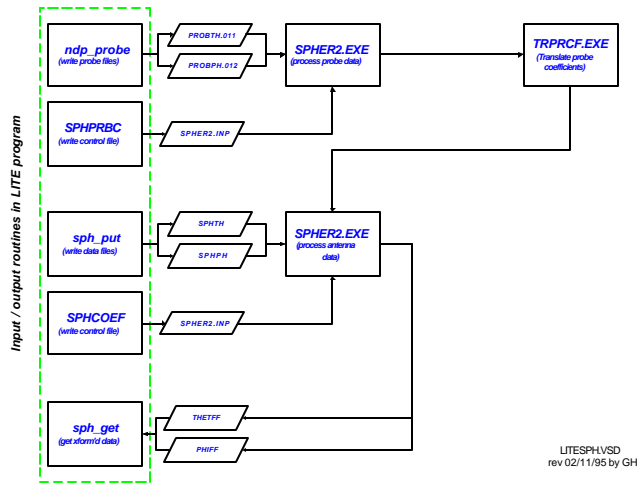 Input / output routines in LITE program
ndp_probe
(write probe files)
PROBTH.011
PROBPH.012
SPHER2.EXE
(process probe data)
TRPRCF.EXE
(Translate probe
coefficients)
SPHPRBC
(write control file)
SPHER2.INP
sph_put
(write data files)
SPHTH
SPHPH
SPHER2.EXE
(process antenna
data)
SPHCOEF
(write control file)
SPHER2.INP
sph_get
(get xform'd data)
THETFF
PHIFF
LITESPH.VSD
rev 02/11/95 by GH